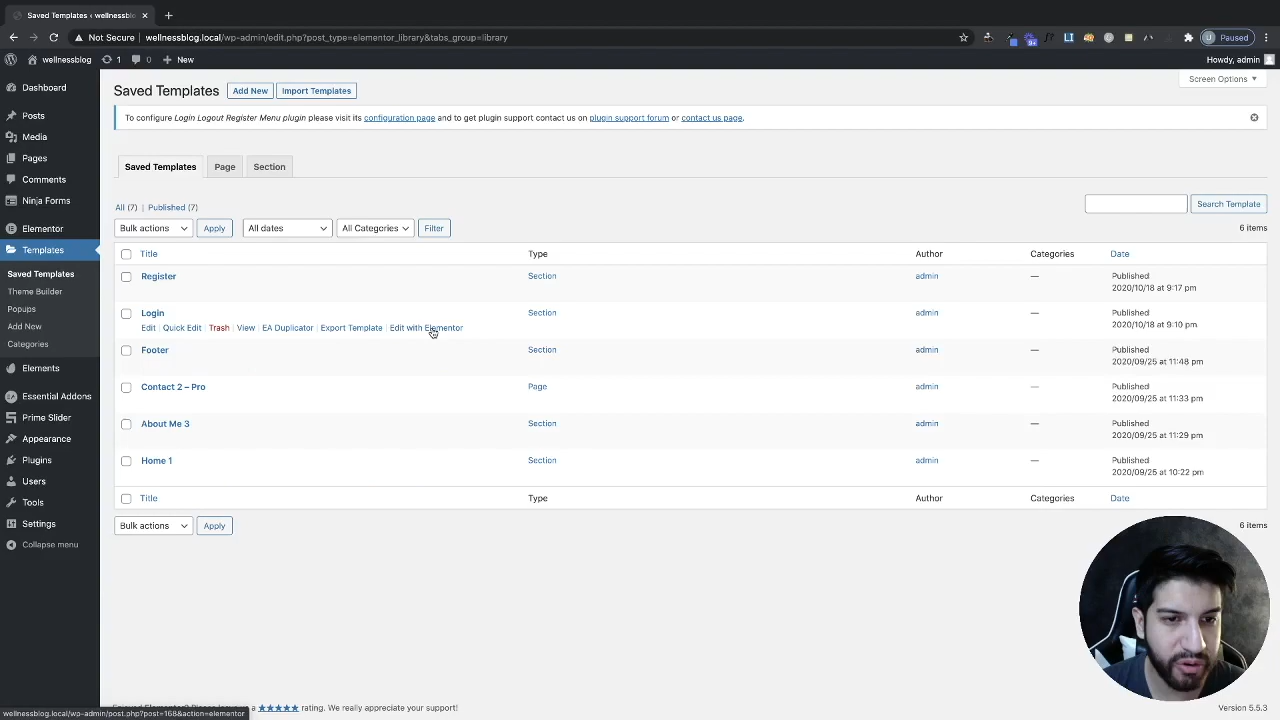 Saved Templates ‹ wellnessblo
Not Secure
wellnessblog.local/wp-admin/edit.php?post_type=elementor_library&tabs_group=library
9+
LI
U Paused
wellnessblog 1 0 + New
Howdy, admin
Dashboard
Posts
Media
Pages
Comments
Ninja Forms
Elementor
Templates
Saved Templates
Theme Builder
Popups
Add New
Categories
Elements
EA Essential Addons
Prime Slider
Appearance
Plugins
Users
Tools
Settings
Collapse menu
Saved Templates Add New Import Templates
Screen Options
To configure Login Logout Register Menu plugin please visit its configuration page and to get plugin support contact us on plugin support forum or contact us page.
Saved Templates Page Section
All (7) | Published (7)
Search Template
Bulk actions Apply All dates All Categories Filter
6 items
Title Type Author Categories Date
Register Section admin — Published
2020/10/18 at 9:17 pm
Login Section admin — Published
Edit | Quick Edit | Trash | View | EA Duplicator | Export Template | Edit with Elementor
2020/10/18 at 9:10 pm
Footer Section admin — Published
2020/09/25 at 11:48 pm
Contact 2 – Pro Page admin — Published
2020/09/25 at 11:33 pm
About Me 3 Section admin — Published
2020/09/25 at 11:29 pm
Home 1 Section admin — Published
2020/09/25 at 10:22 pm
Title Type Author Categories Date
Bulk actions Apply
6 items
Enjoyed Elementor? Please leave us a ★★★★★ rating. We really appreciate your support!
Version 5.5.3
wellnessblog.local/wp-admin/post.php?post=168&action=elementor